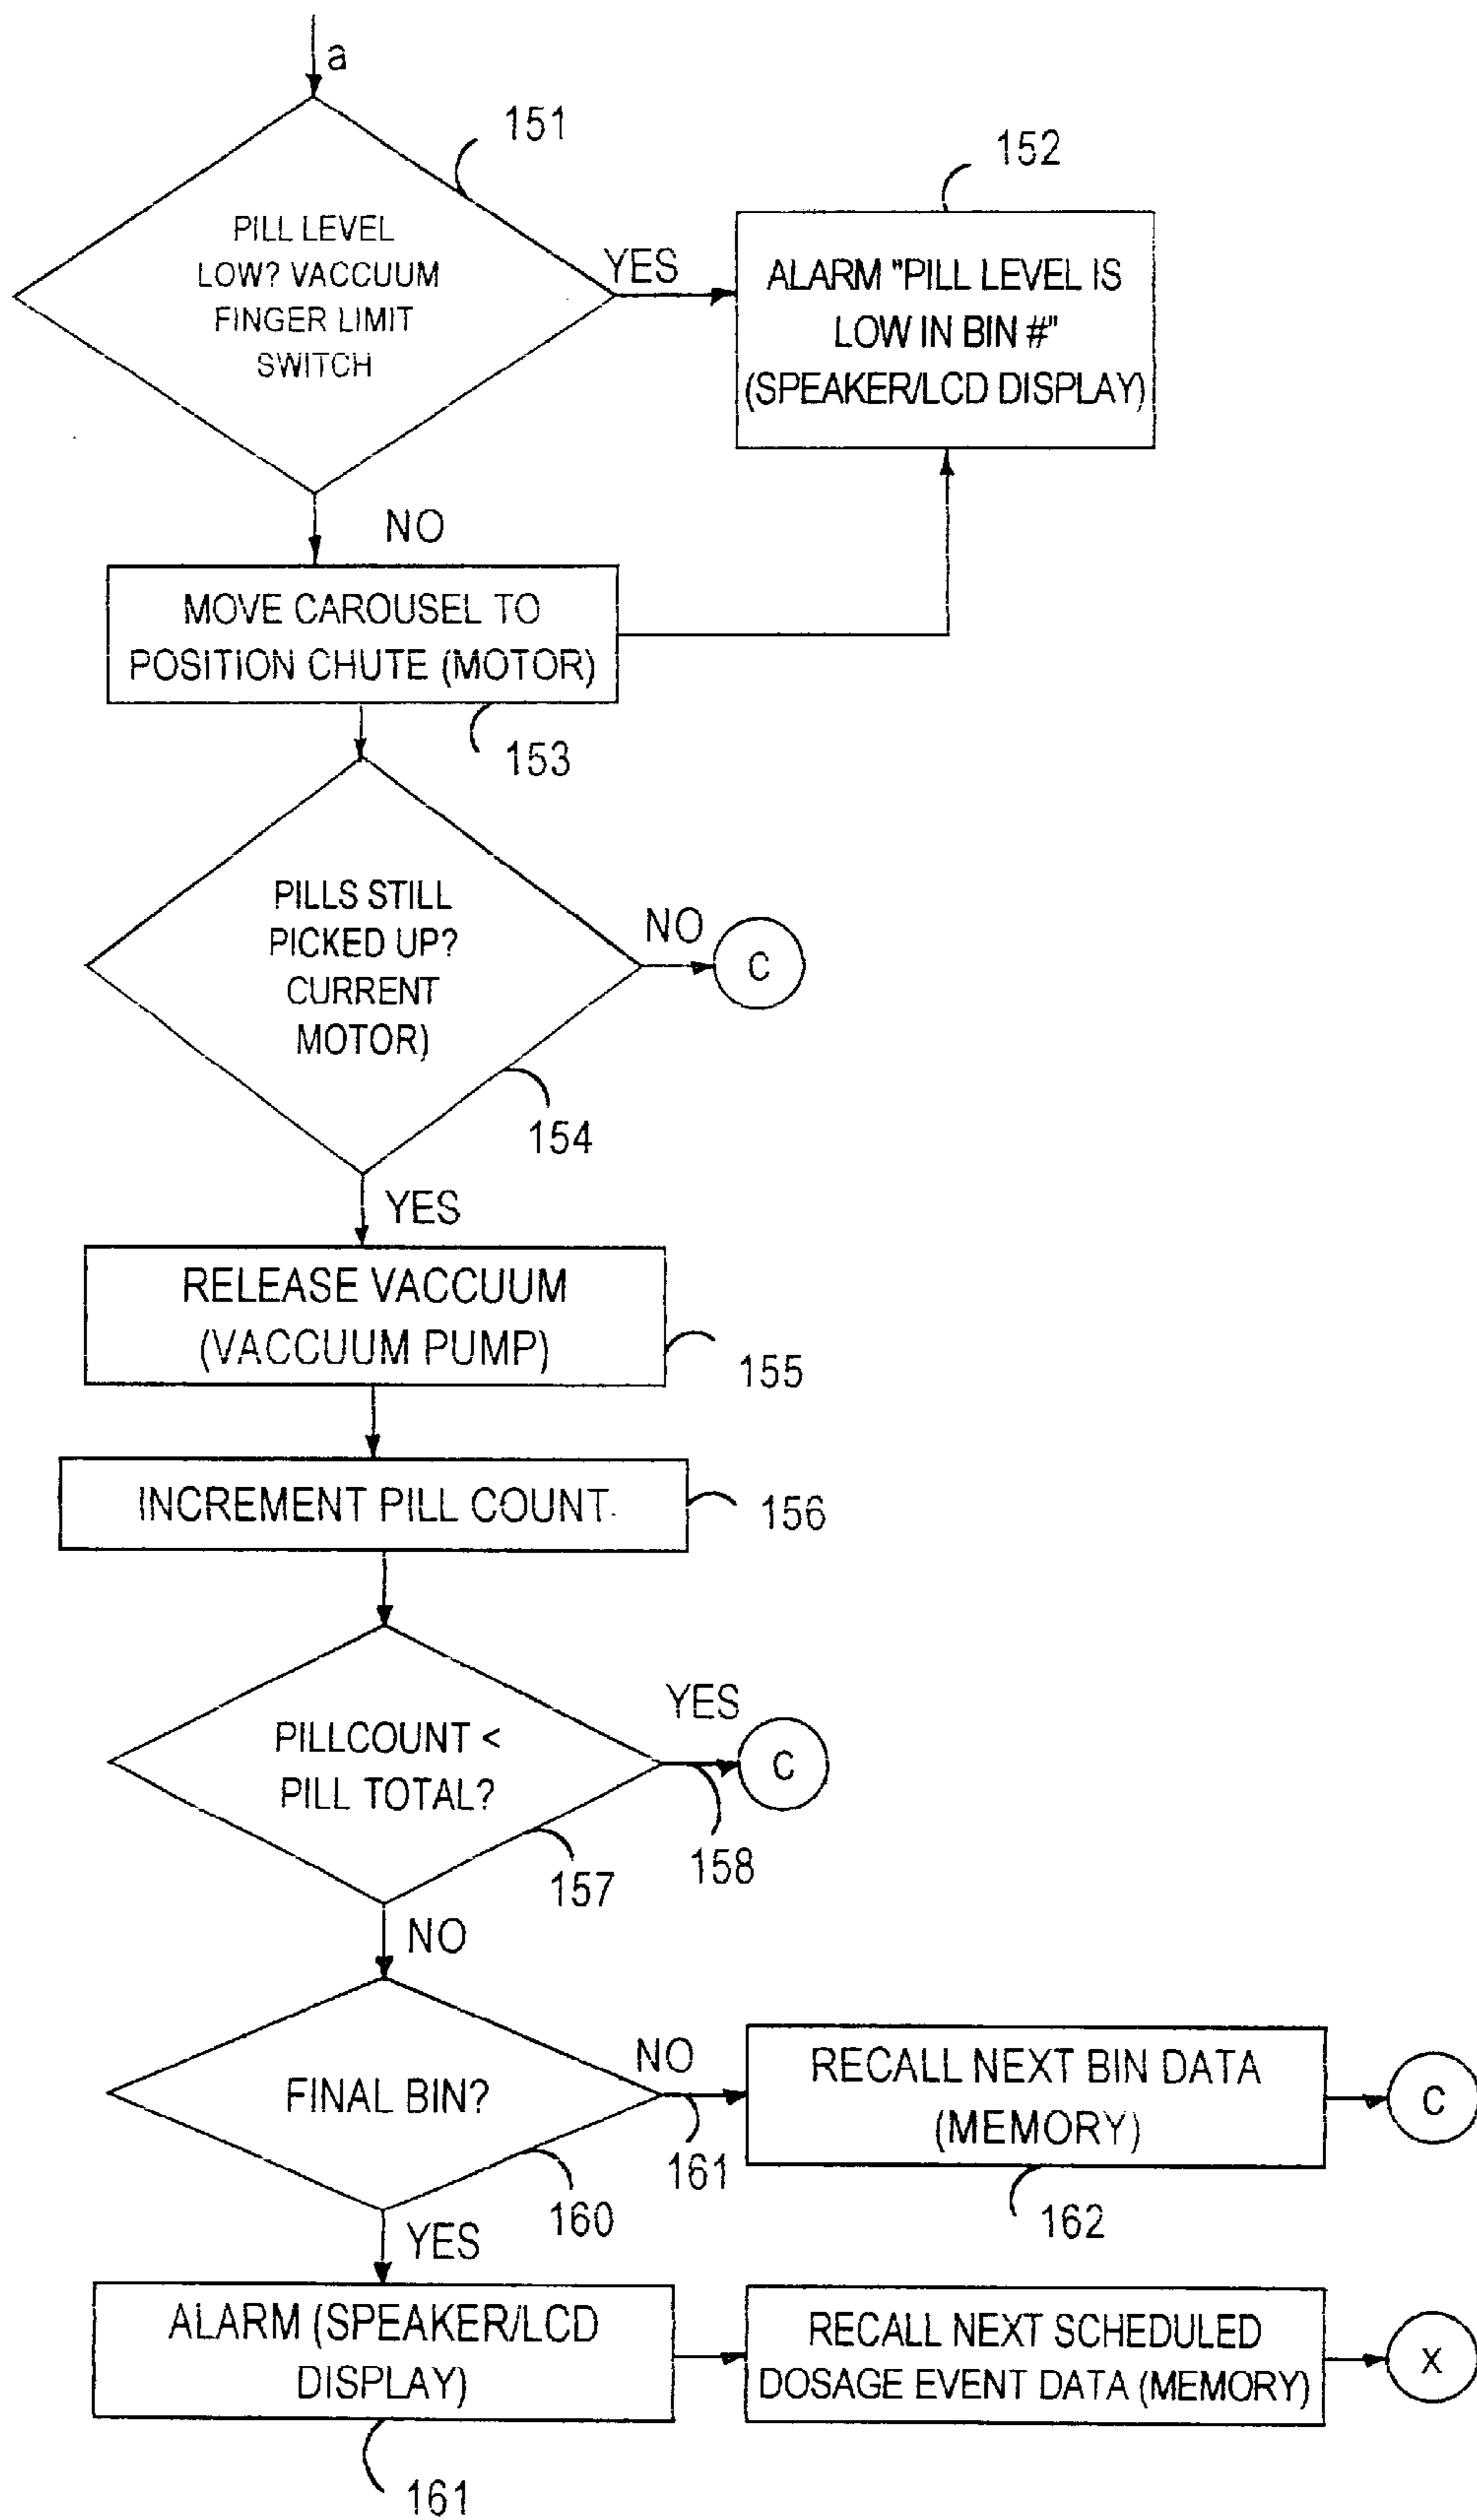 a
151
152
PILL LEVEL
LOW? VACCUUM
FINGER LIMIT
SWITCH
YES
ALARM "PILL LEVEL IS
LOW IN BIN #"
(SPEAKER/LCD DISPLAY)
NO
MOVE CAROUSEL TO
POSITION CHUTE (MOTOR)
153
PILLS STILL
PICKED UP?
CURRENT
MOTOR)
NO
C
154
YES
RELEASE VACCUUM
(VACCUUM PUMP)
155
INCREMENT PILL COUNT
156
YES
PILLCOUNT <
PILL TOTAL?
C
158
157
NO
FINAL BIN?
NO
161
RECALL NEXT BIN DATA
(MEMORY)
C
160
162
YES
ALARM (SPEAKER/LCD
DISPLAY)
RECALL NEXT SCHEDULED
DOSAGE EVENT DATA (MEMORY)
X
161